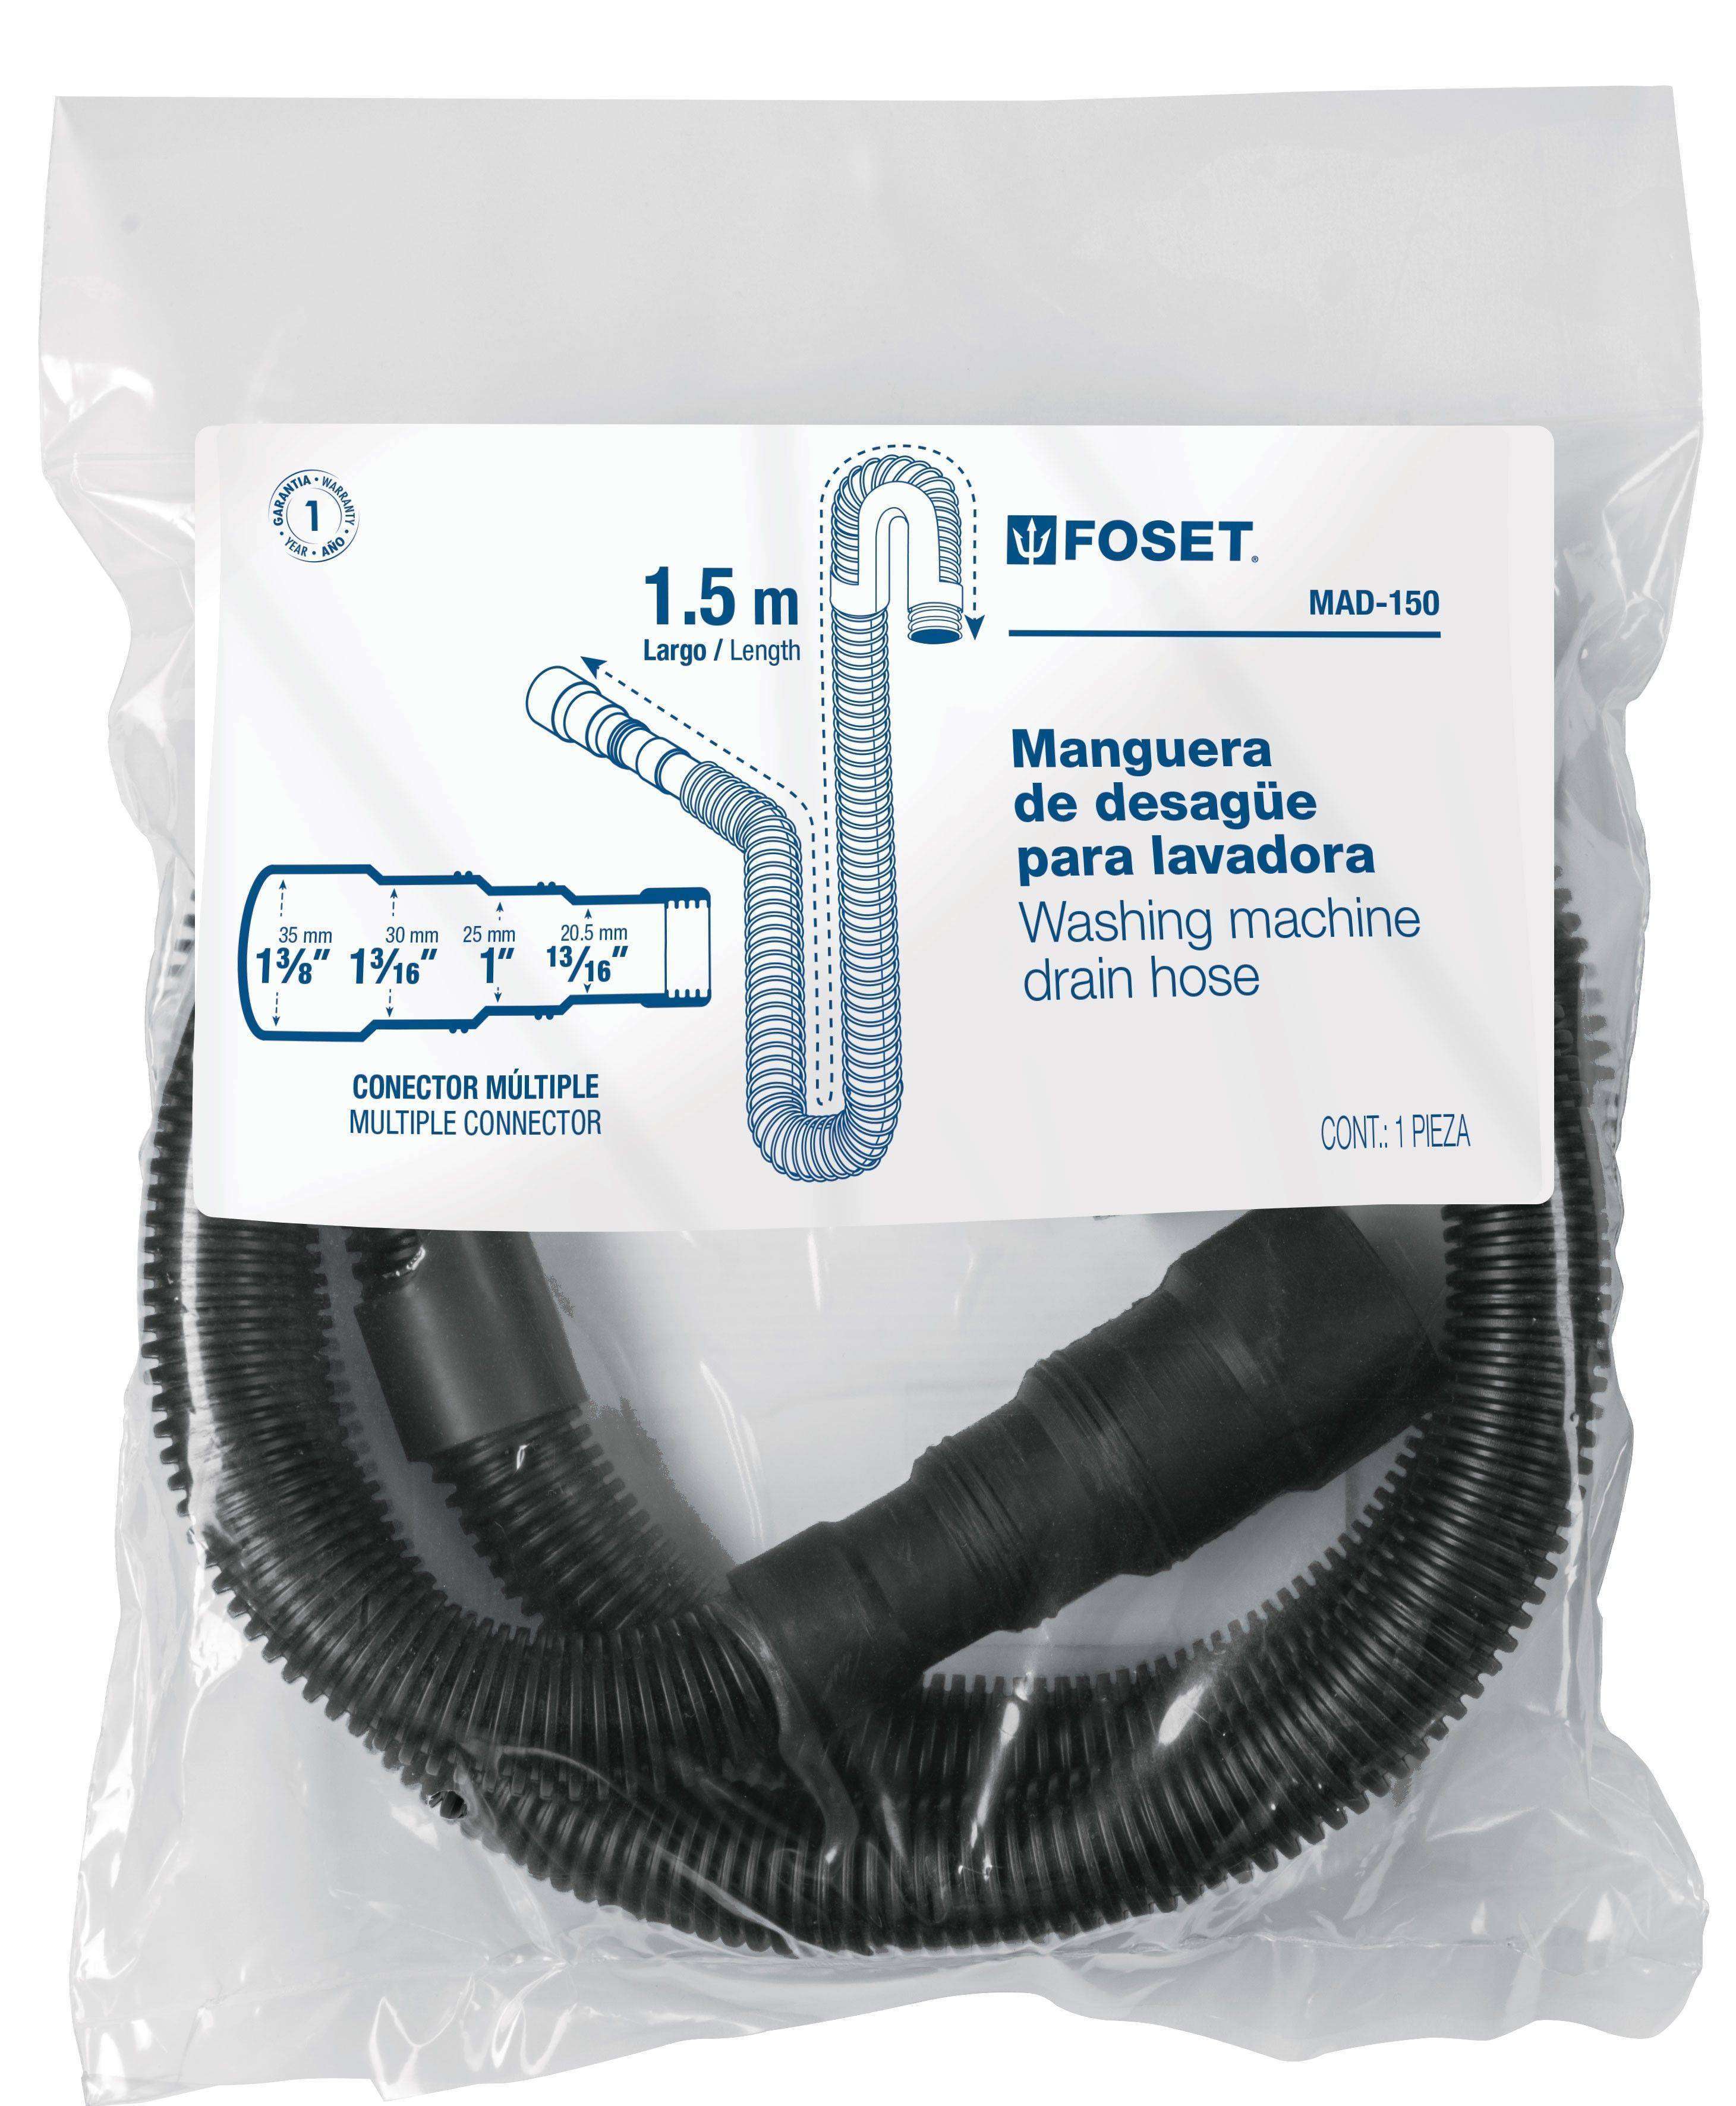 GARANTIA • WARRANTY
1
YEAR • AÑO
1.5 m
Largo / Length
FOSET®
MAD-150
Manguera
de desagüe
para lavadora
Washing machine
drain hose
35 mm 30 mm 25 mm 20.5 mm
1 3/8" 1 3/16" 1" 13/16"
CONECTOR MÚLTIPLE
MULTIPLE CONNECTOR
CONT.: 1 PIEZA